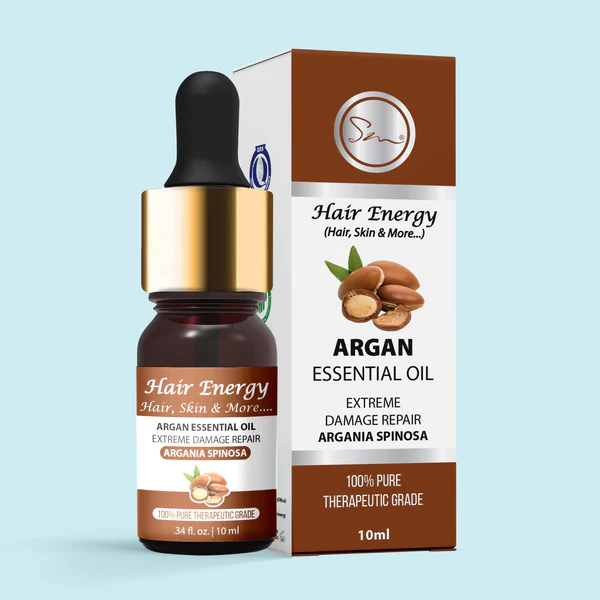 Hair Energy
Hair, Skin & More....
ARGAN ESSENTIAL OIL
EXTREME DAMAGE REPAIR
ARGANIA SPINOSA
100% PURE THERAPEUTIC GRADE
.34 fl. oz. | 10 ml
Hair Energy
(Hair, Skin & More...)
ARGAN
ESSENTIAL OIL
EXTREME
DAMAGE REPAIR
ARGANIA SPINOSA
100% PURE
THERAPEUTIC GRADE
10ml